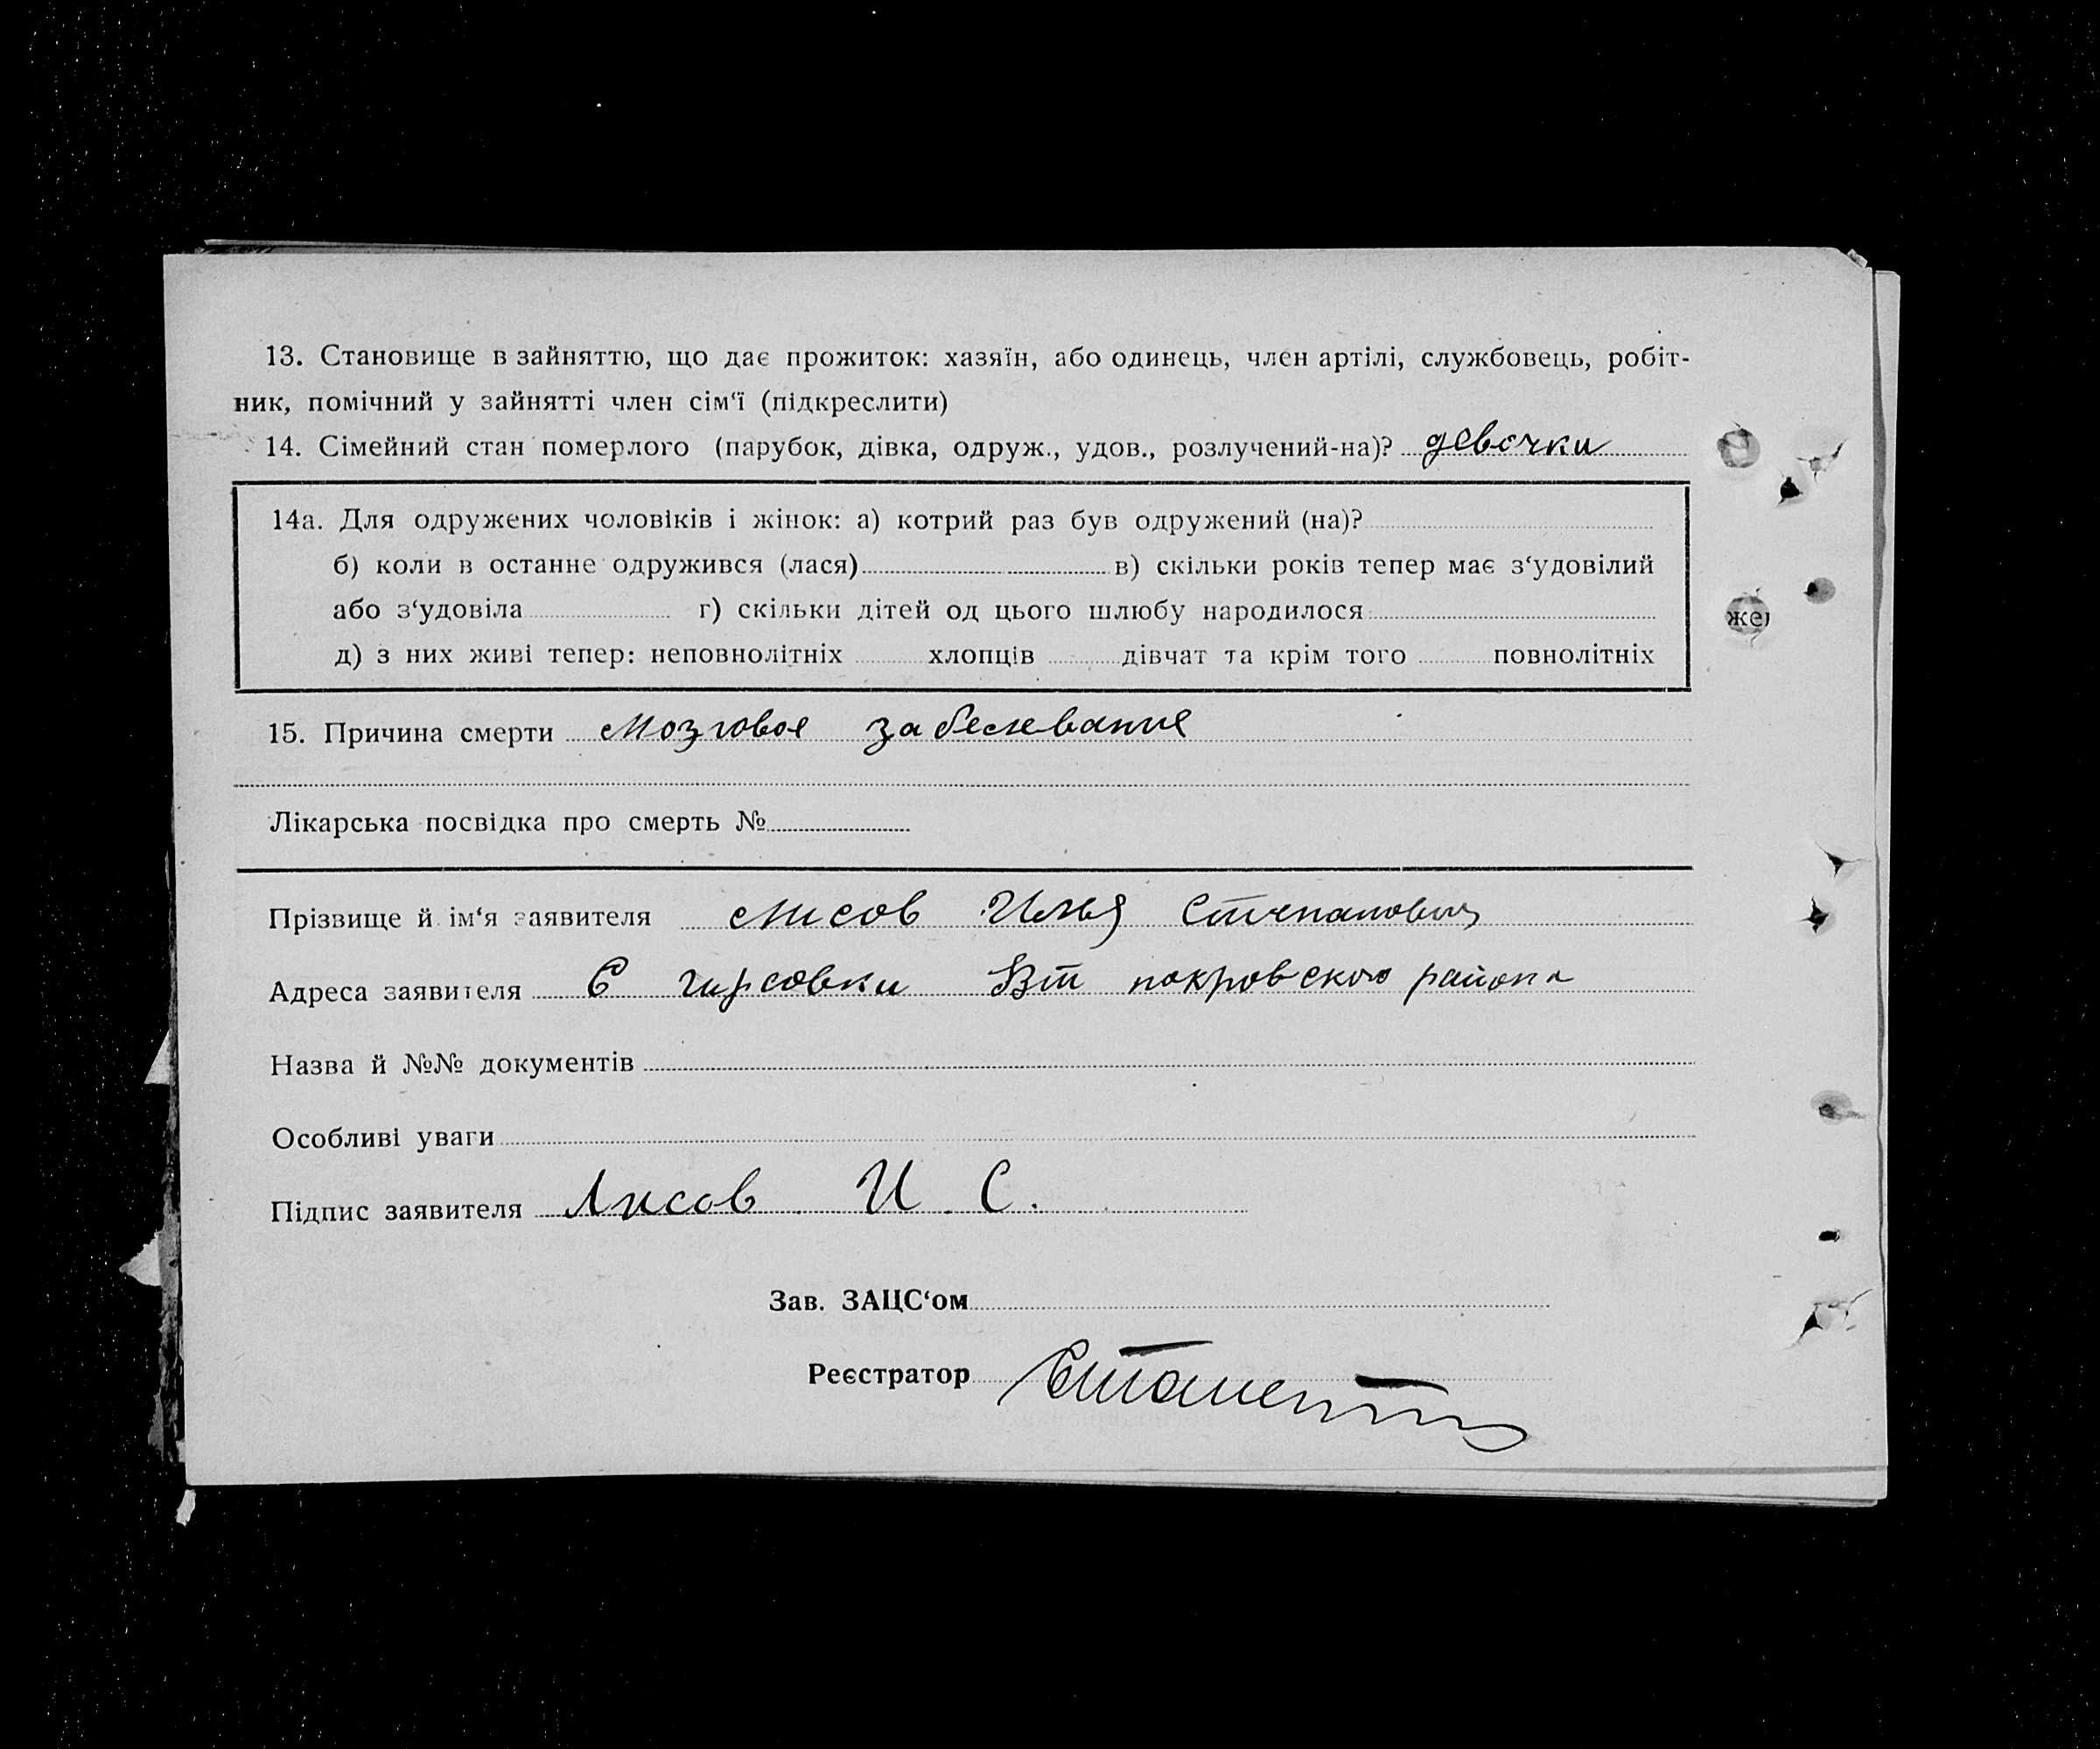 13. Становище в зайняттю, що дає прожиток: хазяїн, або одинець, член артілі, службовець, робіт-
ник, помічний у зайнятті член сім‘ї (підкреслити)
14. Сімейний стан померлого (парубок, дівка, одруж., удов., розлучений-на)? девочки
14а. Для одружених чоловіків і жінок: а) котрий раз був одружений (на)?
б) коли в останне одружився (лася) в) скільки років тепер має з‘удовілий
або з‘удовіла г) скільки дітей од цього шлюбу народилося
д) з них живі тепер: неповнолітніх хлопців дівчат та крім того повнолітніх
15. Причина смерти Мозговое заболевание
Лікарська посвідка про смерть №
Прізвище й ім‘я заявителя Лисов Илья Степанович
Адреса заявителя С гирсовки покровского района
Назва й №№ документів
Особливі уваги
Підпис заявителя Лисов И. С.
Зав. ЗАЦС‘ом
Реєстратор